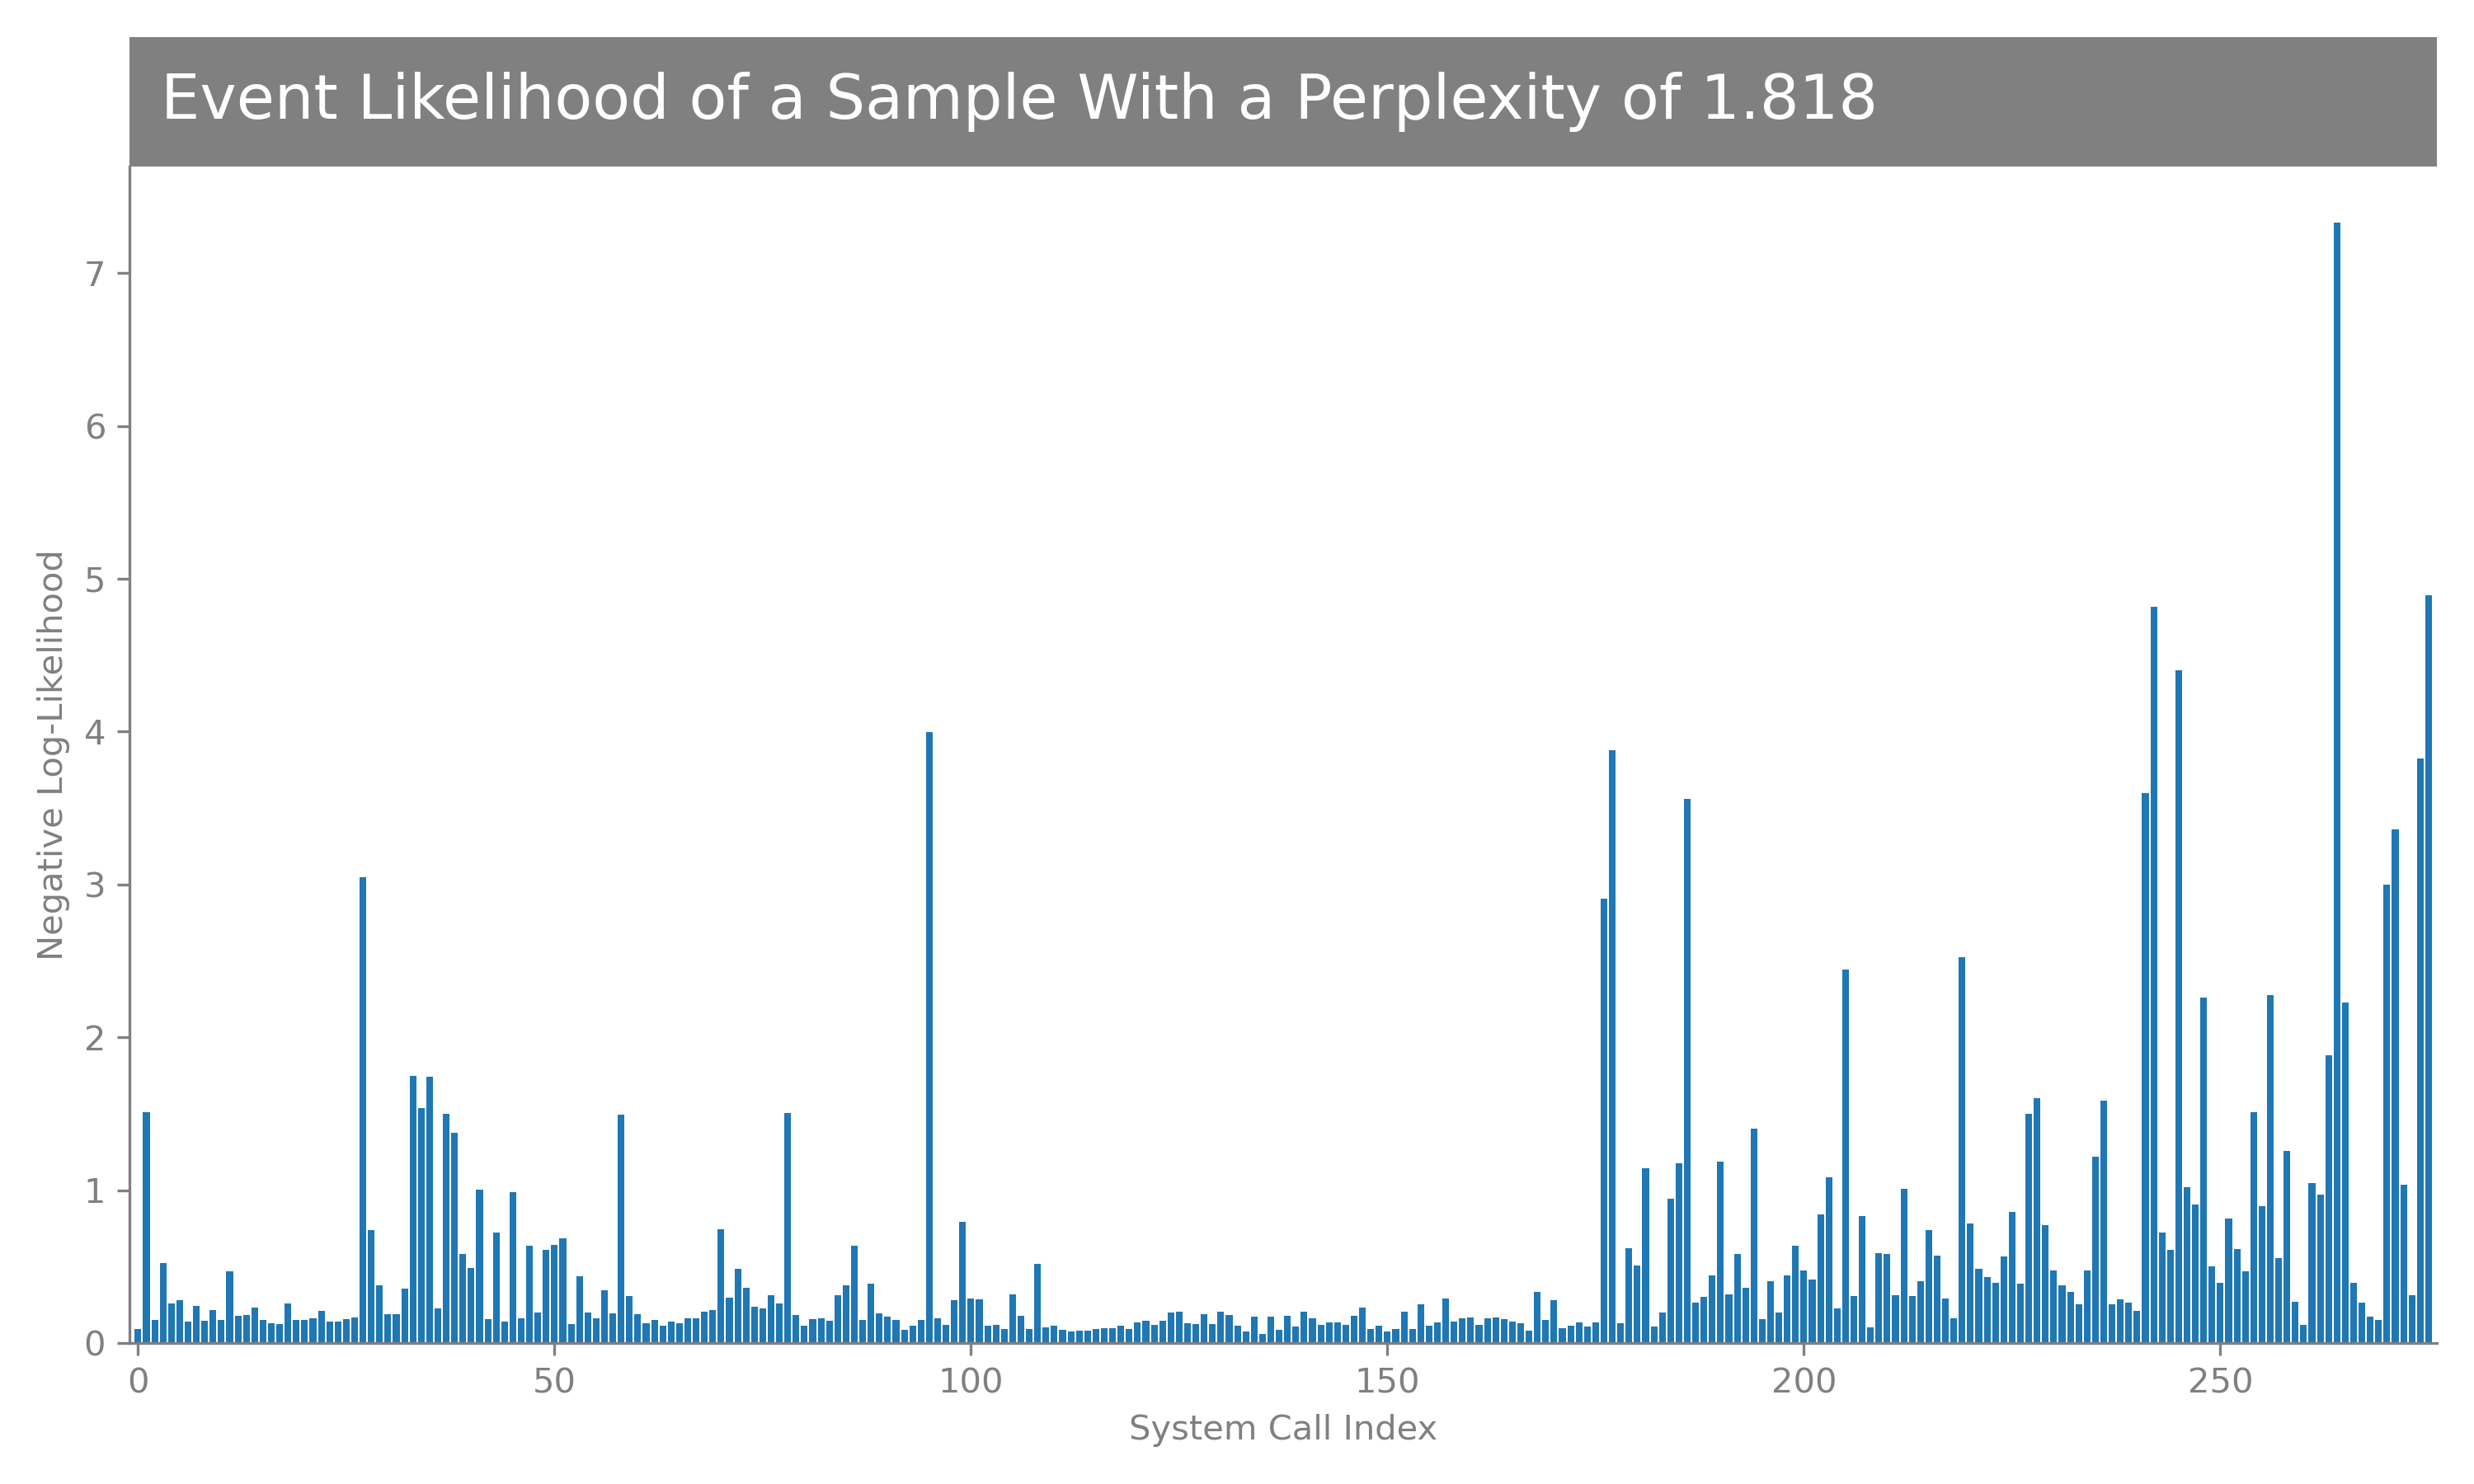 Event Likelihood of a Sample With a Perplexity of 1.818
7
6
5
4
3
2
1
0
Negative Log-Likelihood
0 50 100 150 200 250
System Call Index